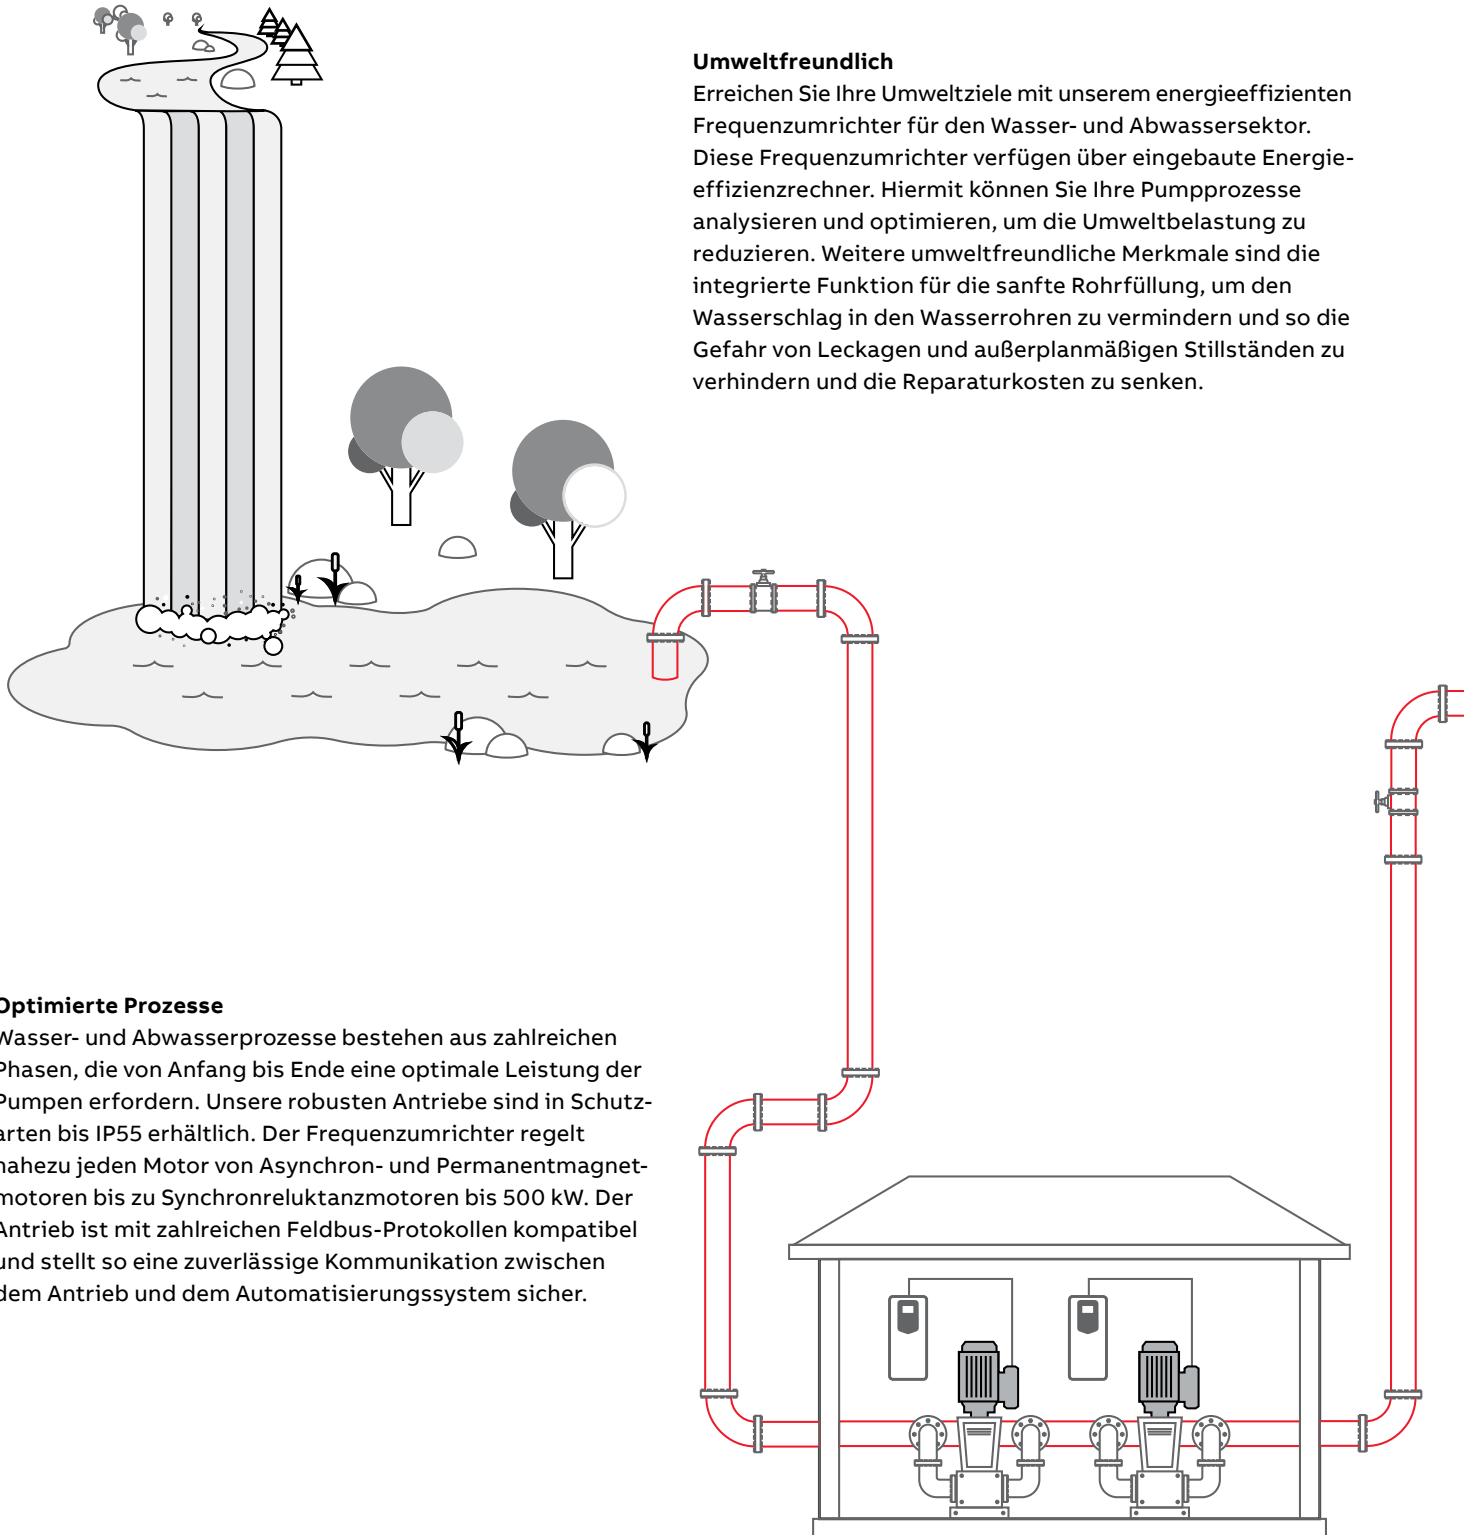 Umweltfreundlich
Erreichen Sie Ihre Umweltziele mit unserem energieeffizienten
Frequenzumrichter für den Wasser- und Abwassersektor.
Diese Frequenzumrichter verfügen über eingebaute Energie-
effizienzrechner. Hiermit können Sie Ihre Pumpprozesse
analysieren und optimieren, um die Umweltbelastung zu
reduzieren. Weitere umweltfreundliche Merkmale sind die
integrierte Funktion für die sanfte Rohrfüllung, um den
Wasserschlag in den Wasserrohren zu vermindern und so die
Gefahr von Leckagen und außerplanmäßigen Stillständen zu
verhindern und die Reparaturkosten zu senken.
Optimierte Prozesse
Wasser- und Abwasserprozesse bestehen aus zahlreichen
Phasen, die von Anfang bis Ende eine optimale Leistung der
Pumpen erfordern. Unsere robusten Antriebe sind in Schutz-
arten bis IP55 erhältlich. Der Frequenzumrichter regelt
nahezu jeden Motor von Asynchron- und Permanentmagnet-
motoren bis zu Synchronreluktanzmotoren bis 500 kW. Der
Antrieb ist mit zahlreichen Feldbus-Protokollen kompatibel
und stellt so eine zuverlässige Kommunikation zwischen
dem Antrieb und dem Automatisierungssystem sicher.